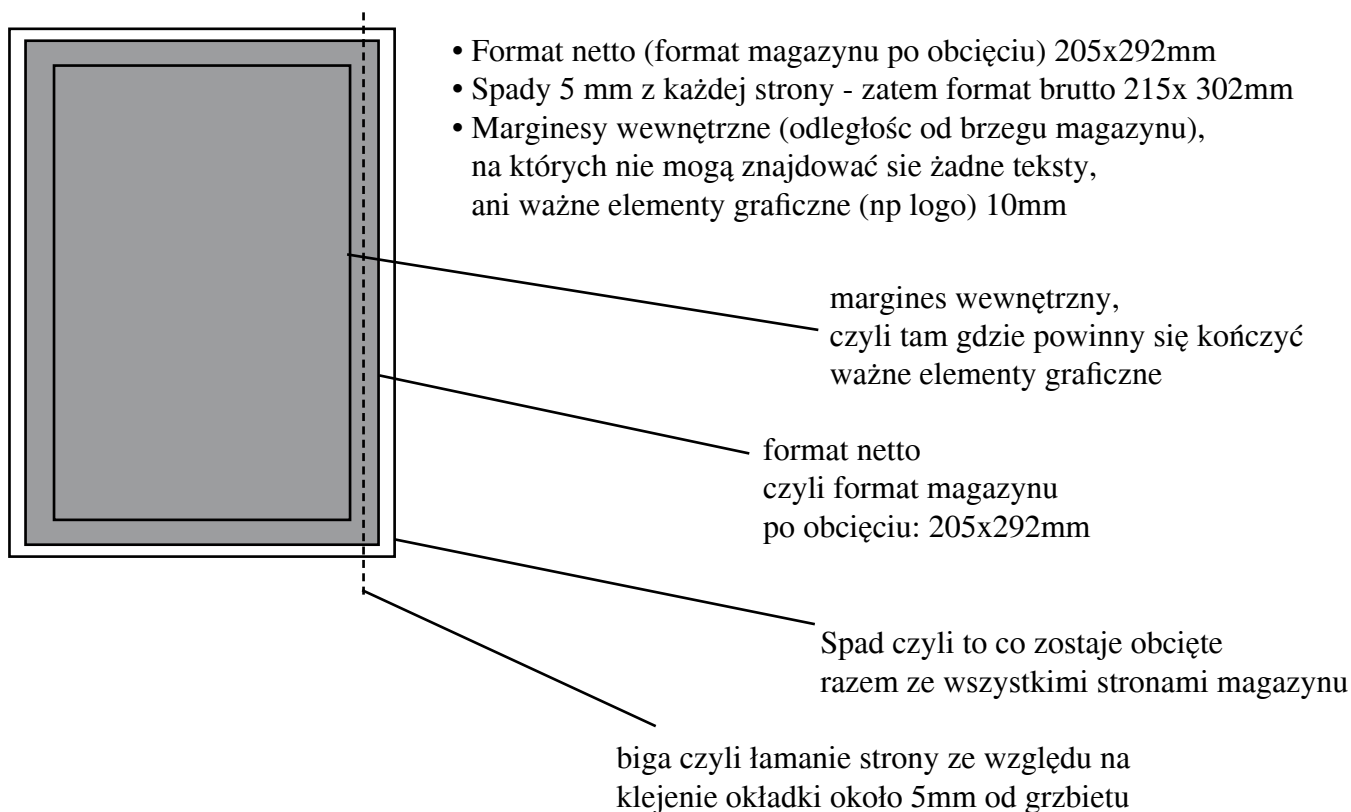 • Format netto (format magazynu po obcięciu) 205x292mm
• Spady 5 mm z każdej strony - zatem format brutto 215x 302mm
• Marginesy wewnętrzne (odległośc od brzegu magazynu),
na których nie mogą znajdować sie żadne teksty,
ani ważne elementy graficzne (np logo) 10mm
margines wewnętrzny,
czyli tam gdzie powinny się kończyć
ważne elementy graficzne
format netto
czyli format magazynu
po obcięciu: 205x292mm
Spad czyli to co zostaje obcięte
razem ze wszystkimi stronami magazynu
biga czyli łamanie strony ze względu na
klejenie okładki około 5mm od grzbietu